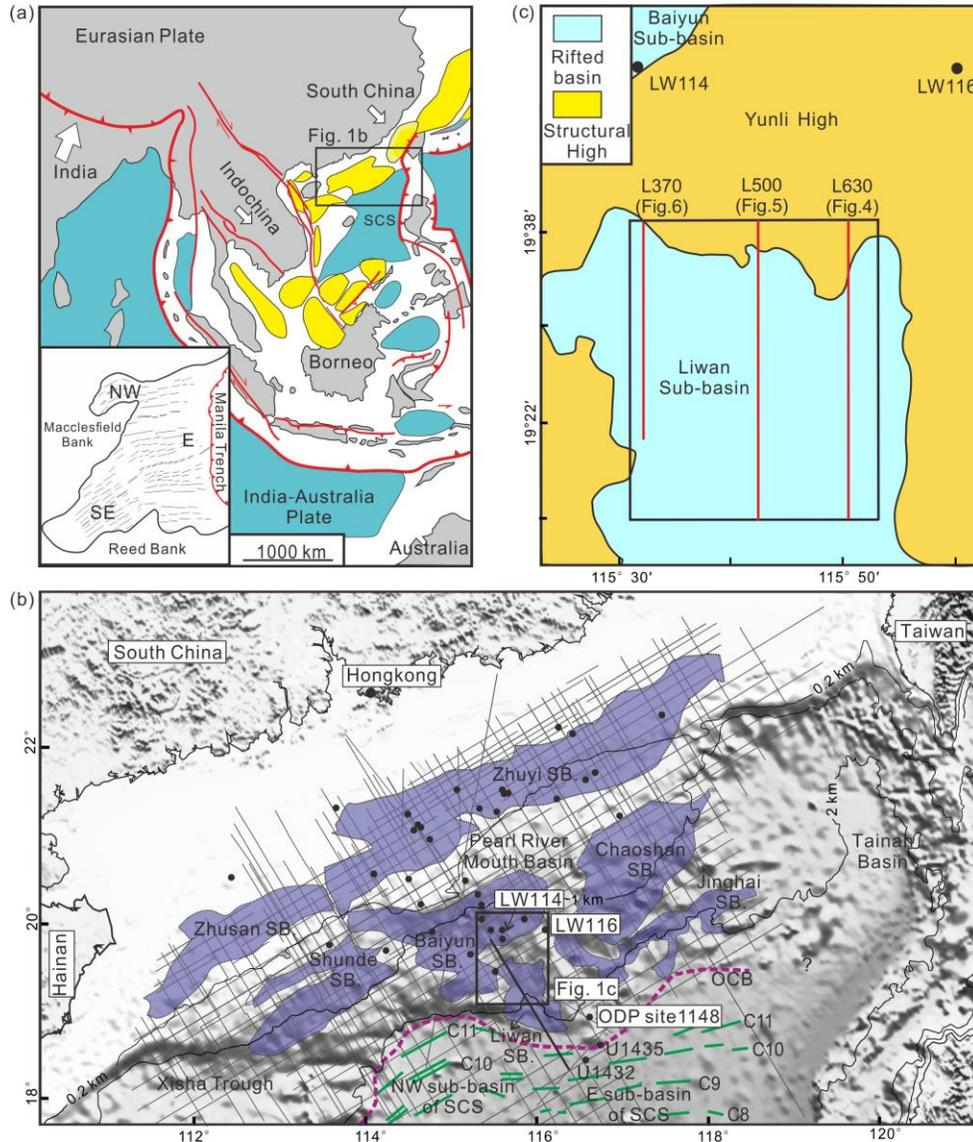 (a)
Eurasian Plate
South China
Fig. 1b
India
Indochina
SCS
Borneo
NW
Macclesfield
Bank
E
Manila Trench
SE
Reed Bank
India-Australia
Plate
1000 km
Australia
(c)
Baiyun
Sub-basin
Rifted
basin
Structural
High
LW114
LW116
Yunli High
L370
(Fig.6)
L500
(Fig.5)
L630
(Fig.4)
19°38'
Liwan
Sub-basin
19°22'
115° 30'
115° 50'
(b)
South China
Taiwan
Hongkong
0.2 km
22°
Zhuyi SB.
2 km
Pearl River
Mouth Basin
Chaoshan
SB.
Tainan
Basin
Jinghai
SB.
LW114
1 km
20°
Zhusan SB.
LW116
Hainan
Shunde
SB.
Baiyun
SB.
?
Fig. 1c
OCB
ODP site1148
C11
Liwan
SB.
C11
U1435
C10
C10
U1432
0.2 km
Xisha Trough
NW sub-basin
of SCS
E sub-basin
of SCS
C9
18°
C8
112°
114°
116°
118°
120°